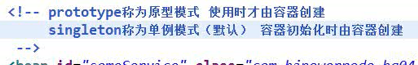 <!-- prototype称为原型模式 使用时才由容器创建
singleton称为单例模式（默认） 容器初始化时由容器创建
-->